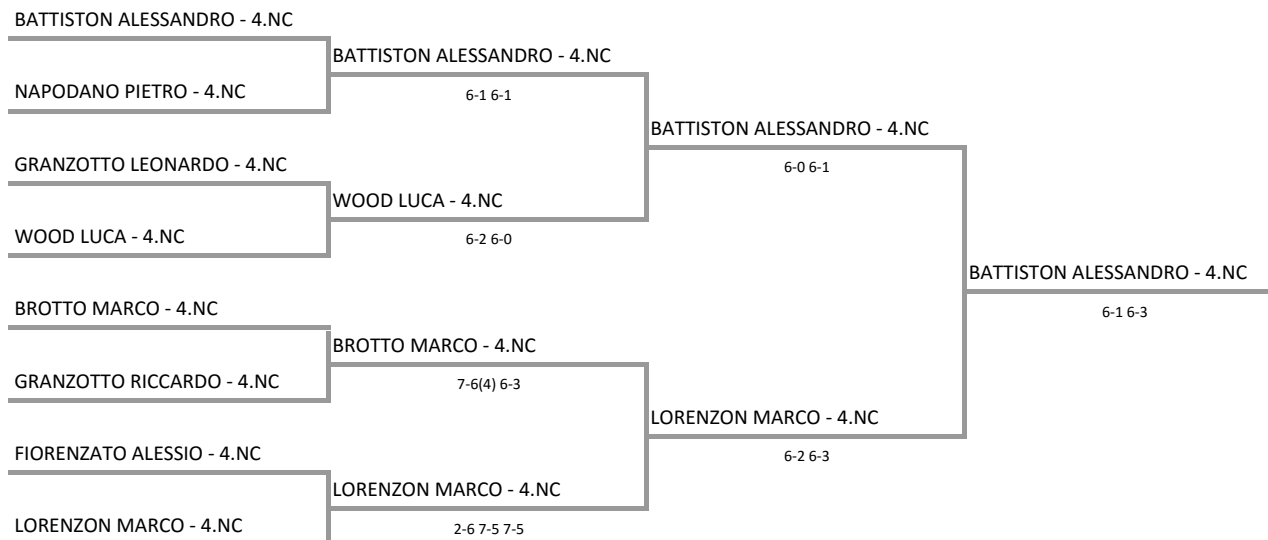 BATTISTON ALESSANDRO - 4.NC
BATTISTON ALESSANDRO - 4.NC
NAPODANO PIETRO - 4.NC
6-1 6-1
BATTISTON ALESSANDRO - 4.NC
GRANZOTTO LEONARDO - 4.NC
6-0 6-1
WOOD LUCA - 4.NC
WOOD LUCA - 4.NC
6-2 6-0
BATTISTON ALESSANDRO - 4.NC
BROTTO MARCO - 4.NC
6-1 6-3
BROTTO MARCO - 4.NC
GRANZOTTO RICCARDO - 4.NC
7-6(4) 6-3
LORENZON MARCO - 4.NC
FIORENZATO ALESSIO - 4.NC
6-2 6-3
LORENZON MARCO - 4.NC
LORENZON MARCO - 4.NC
2-6 7-5 7-5